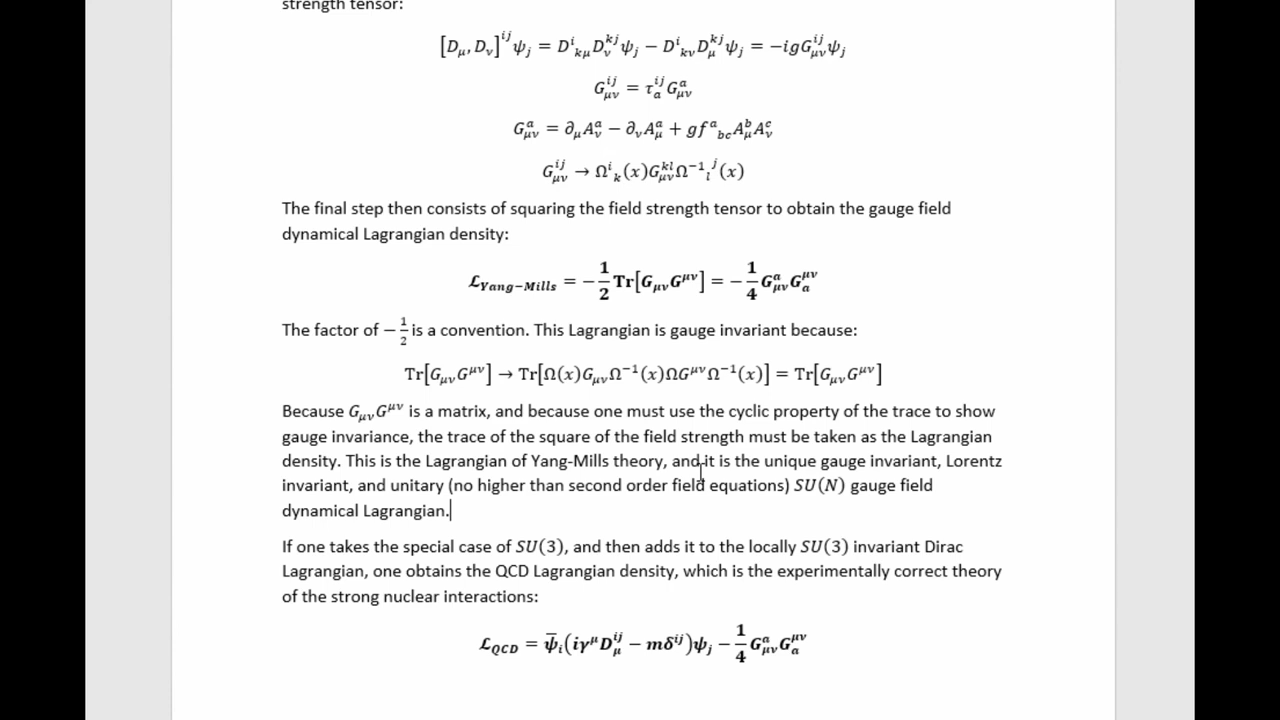 strength tensor:
[D_μ, D_ν]^{ij} ψ_j = D^i_{kμ} D^{kj}_ν ψ_j − D^i_{kν} D^{kj}_μ ψ_j = −igG^{ij}_{μν} ψ_j
G^{ij}_{μν} = τ^{ij}_a G^a_{μν}
G^a_{μν} = ∂_μ A^a_ν − ∂_ν A^a_μ + gf^a_{bc} A^b_μ A^c_ν
G^{ij}_{μν} → Ω^i_k(x)G^{kl}_{μν}Ω^{−1}_l^j(x)
The final step then consists of squaring the field strength tensor to obtain the gauge field
dynamical Lagrangian density:
ℒ_{Yang−Mills} = −1/2 Tr[G_{μν}G^{μν}] = −1/4 G^a_{μν}G^{μν}_a
The factor of −1/2 is a convention. This Lagrangian is gauge invariant because:
Tr[G_{μν}G^{μν}] → Tr[Ω(x)G_{μν}Ω^{−1}(x)ΩG^{μν}Ω^{−1}(x)] = Tr[G_{μν}G^{μν}]
Because G_{μν}G^{μν} is a matrix, and because one must use the cyclic property of the trace to show
gauge invariance, the trace of the square of the field strength must be taken as the Lagrangian
density. This is the Lagrangian of Yang-Mills theory, and it is the unique gauge invariant, Lorentz
invariant, and unitary (no higher than second order field equations) SU(N) gauge field
dynamical Lagrangian.
If one takes the special case of SU(3), and then adds it to the locally SU(3) invariant Dirac
Lagrangian, one obtains the QCD Lagrangian density, which is the experimentally correct theory
of the strong nuclear interactions:
ℒ_{QCD} = ψ̄_i(iγ^μ D^{ij}_μ − mδ^{ij})ψ_j − 1/4 G^a_{μν}G^{μν}_a